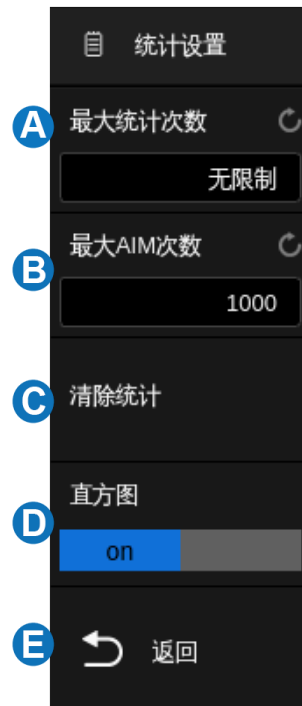 统计设置
A
最大统计次数
无限制
B
最大AIM次数
1000
C
清除统计
D
直方图
on
E
返回